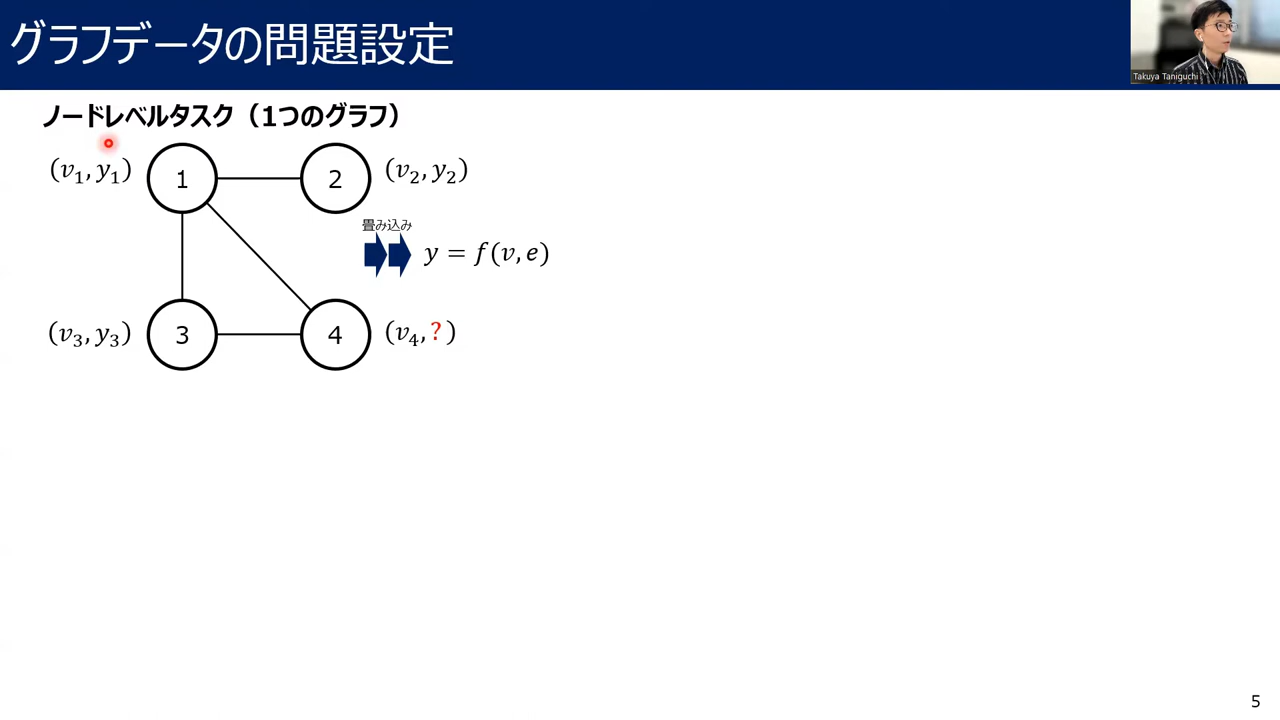 グラフデータの問題設定
Takuya Taniguchi
ノードレベルタスク（1つのグラフ）
(v₁, y₁)
1
2
(v₂, y₂)
畳み込み
y = f(v, e)
(v₃, y₃)
3
4
(v₄, ?)
5